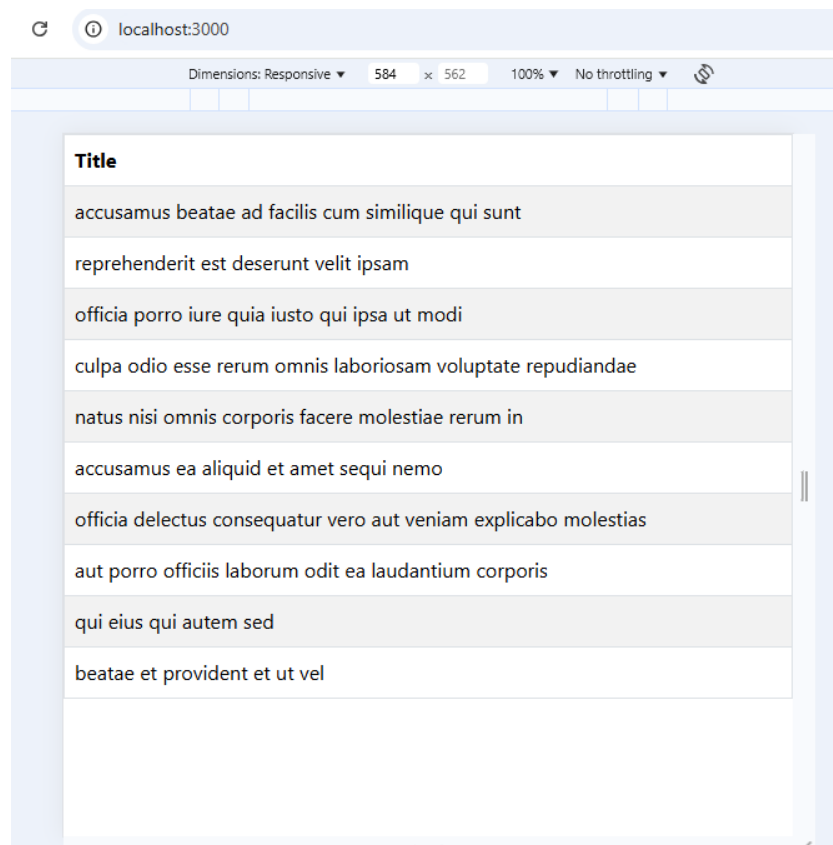 localhost:3000
Dimensions: Responsive ▼ 584 × 562 100% ▼ No throttling ▼
Title
accusamus beatae ad facilis cum similique qui sunt
reprehenderit est deserunt velit ipsam
officia porro iure quia iusto qui ipsa ut modi
culpa odio esse rerum omnis laboriosam voluptate repudiandae
natus nisi omnis corporis facere molestiae rerum in
accusamus ea aliquid et amet sequi nemo
officia delectus consequatur vero aut veniam explicabo molestias
aut porro officiis laborum odit ea laudantium corporis
qui eius qui autem sed
beatae et provident et ut vel